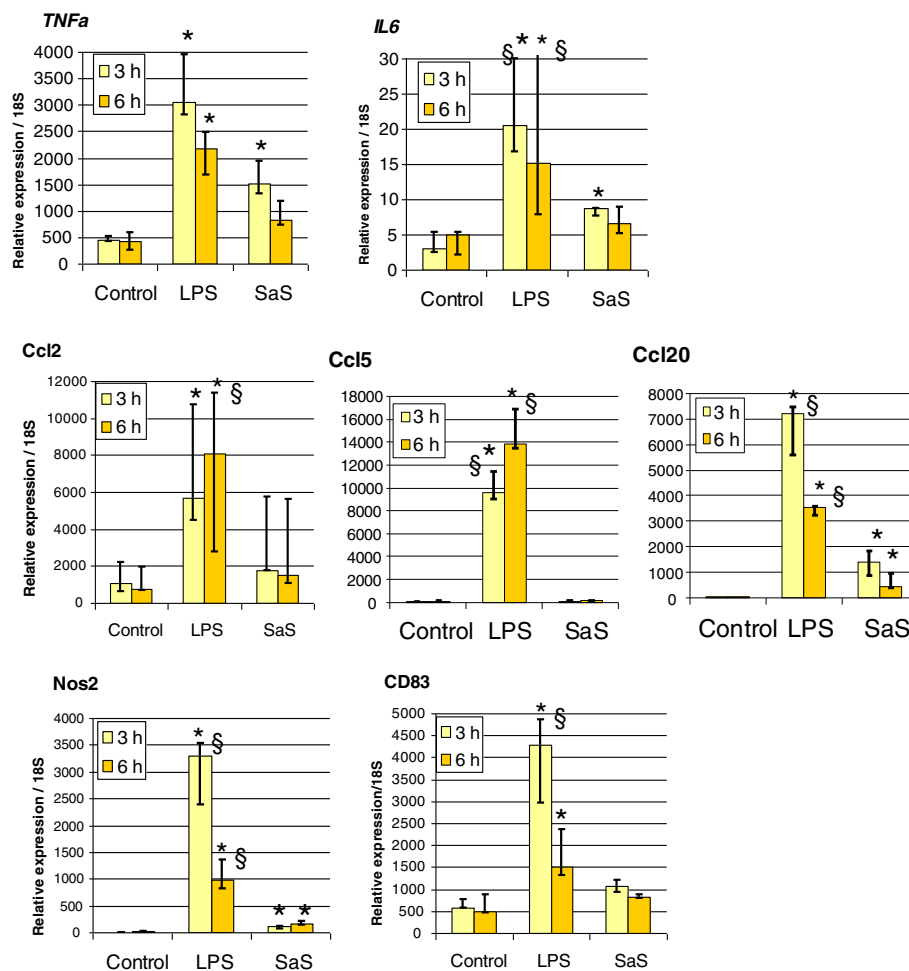 TNFa
Relative expression / 18S
4000
3500
3000
2500
2000
1500
1000
500
0
3 h
6 h
*
*
*
Control LPS SaS
IL6
Relative expression / 18S
30
25
20
15
10
5
0
3 h
6 h
§ * * §
*
Control LPS SaS
Ccl2
Relative expression / 18S
12000
10000
8000
6000
4000
2000
0
3 h
6 h
* * §
Control LPS SaS
Ccl5
18000
16000
14000
12000
10000
8000
6000
4000
2000
0
3 h
6 h
* §
§ *
Control LPS SaS
Ccl20
8000
7000
6000
5000
4000
3000
2000
1000
0
3 h
6 h
* §
* §
* *
Control LPS SaS
Nos2
Relative expression / 18S
4000
3500
3000
2500
2000
1500
1000
500
0
3 h
6 h
* §
* §
* *
Control LPS SaS
CD83
Relative expression/18S
5000
4500
4000
3500
3000
2500
2000
1500
1000
500
0
3 h
6 h
* §
*
Control LPS SaS